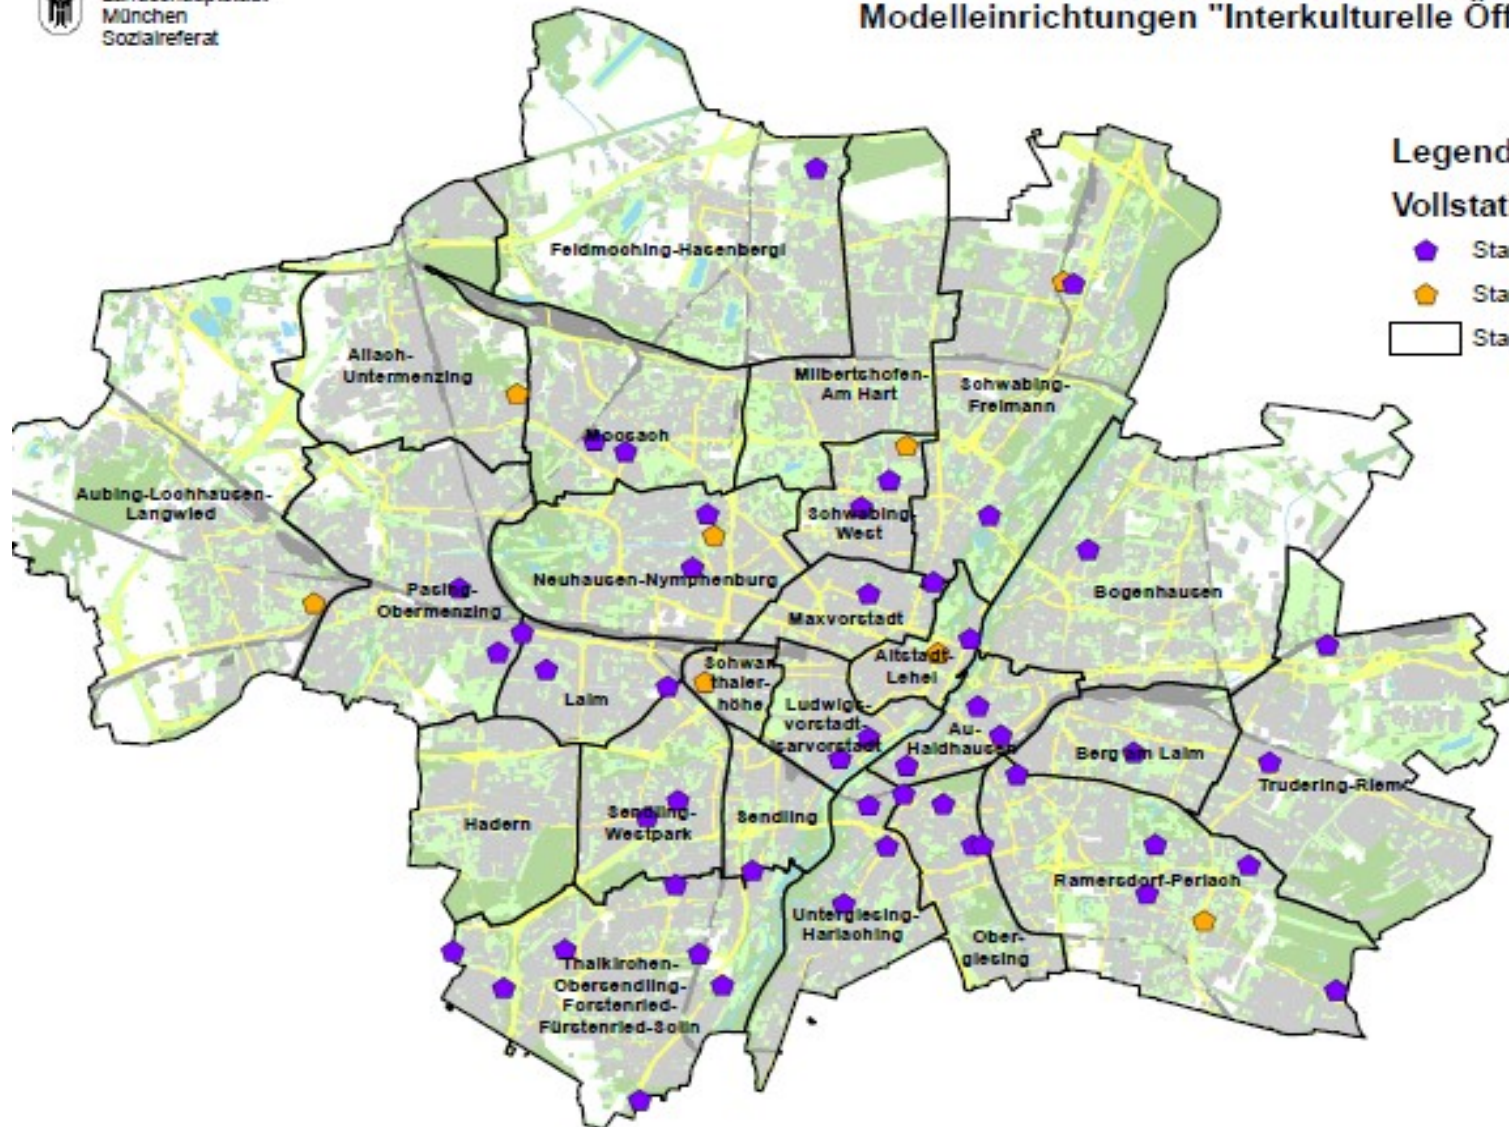 Landeshauptstadt
München
Sozialreferat
Modelleinrichtungen "Interkulturelle Öff
Legend
Vollstat
Sta
Sta
Sta
Feldmoching-Hasenbergl
Allach-
Untermenzing
Milbertshofen-
Am Hart
Schwabing-
Freimann
Moosach
Aubing-Lochhausen-
Langwied
Schwabing-
West
Neuhausen-Nymphenburg
Pasing-
Obermenzing
Bogenhausen
Maxvorstadt
Altstadt-
Lehel
Schwan
thaler-
höhe
Laim
Ludwigs-
vorstadt-
Isarvorstadt
Au-
Haidhausen
Berg am Laim
Trudering-Riem
Hadern
Sendling-
Westpark
Sendling
Ramersdorf-Perlach
Untergiesing-
Harlaching
Ober-
giesing
Thalkirchen-
Obersendling-
Forstenried-
Fürstenried-Solln